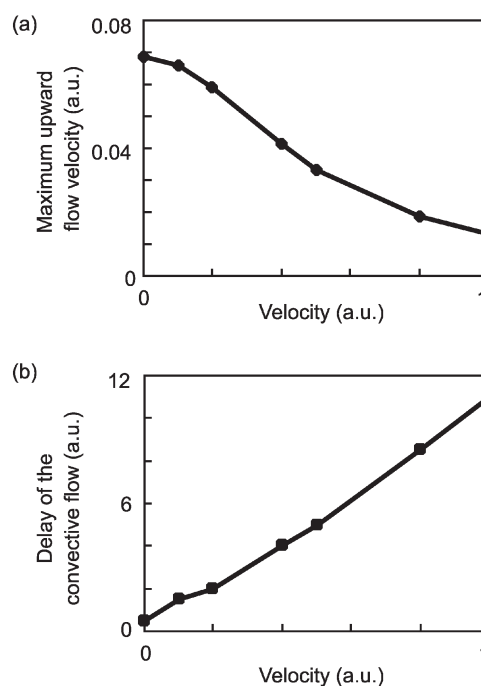 (a)
Maximum upward
flow velocity (a.u.)
0.08
0.04
0
0
Velocity (a.u.)
(b)
Delay of the
convective flow (a.u.)
12
6
0
0
Velocity (a.u.)